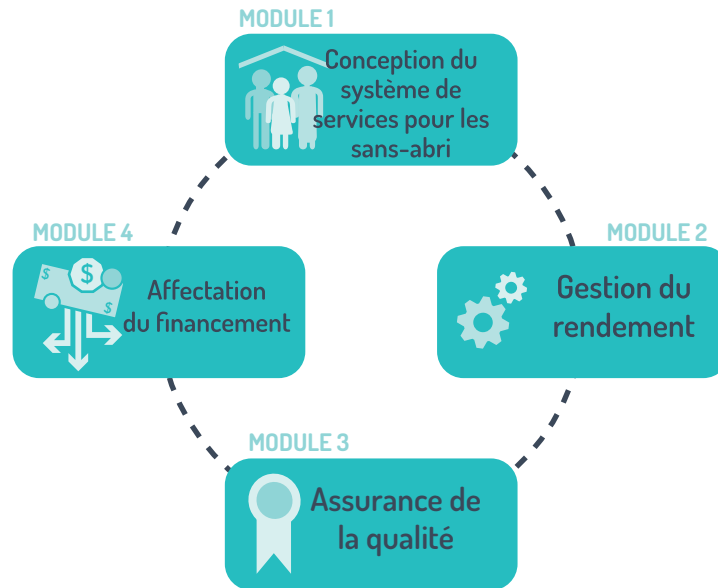 MODULE 1
Conception du
système de
services pour les
sans-abri
MODULE 2
Gestion du
rendement
MODULE 3
Assurance de
la qualité
MODULE 4
$
$
$
Affectation
du financement